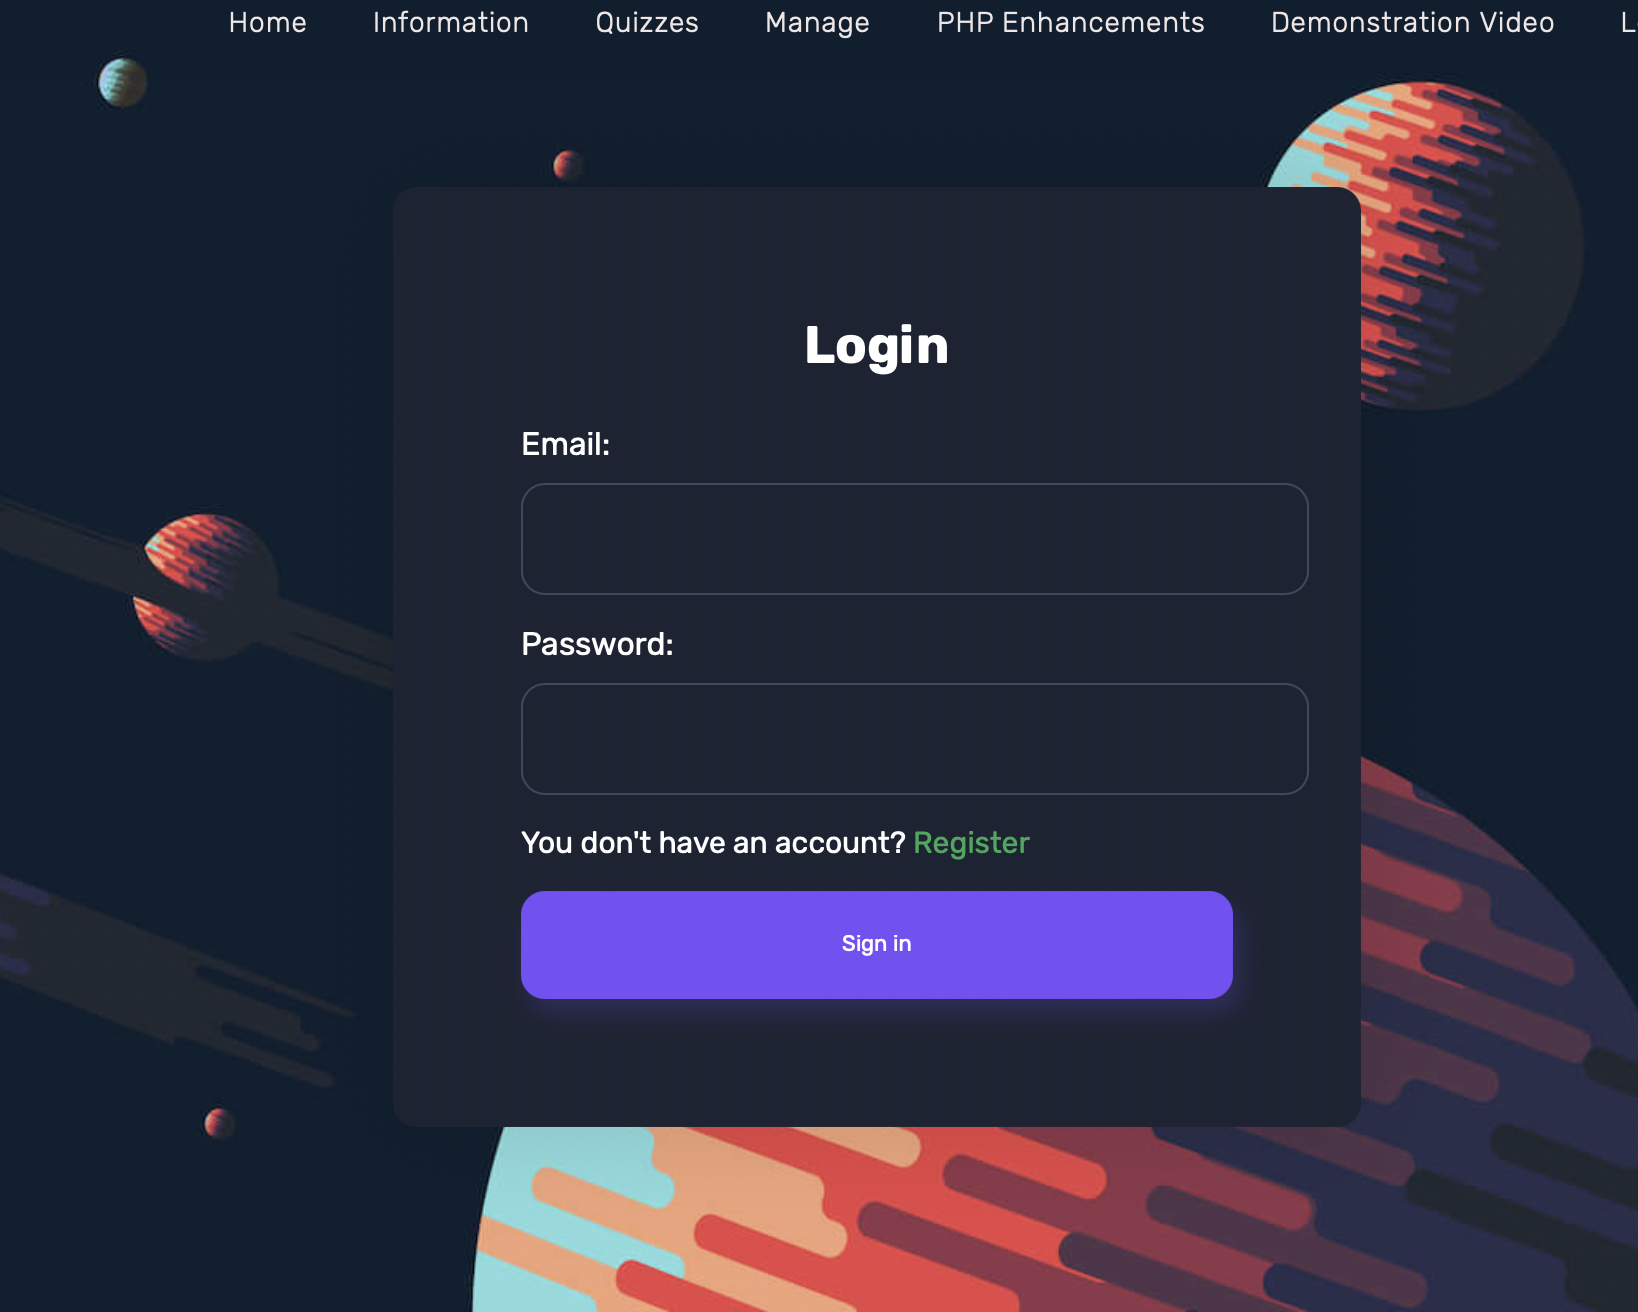 Home Information Quizzes Manage PHP Enhancements Demonstration Video L
Login
Email:
Password:
You don't have an account? Register
Sign in